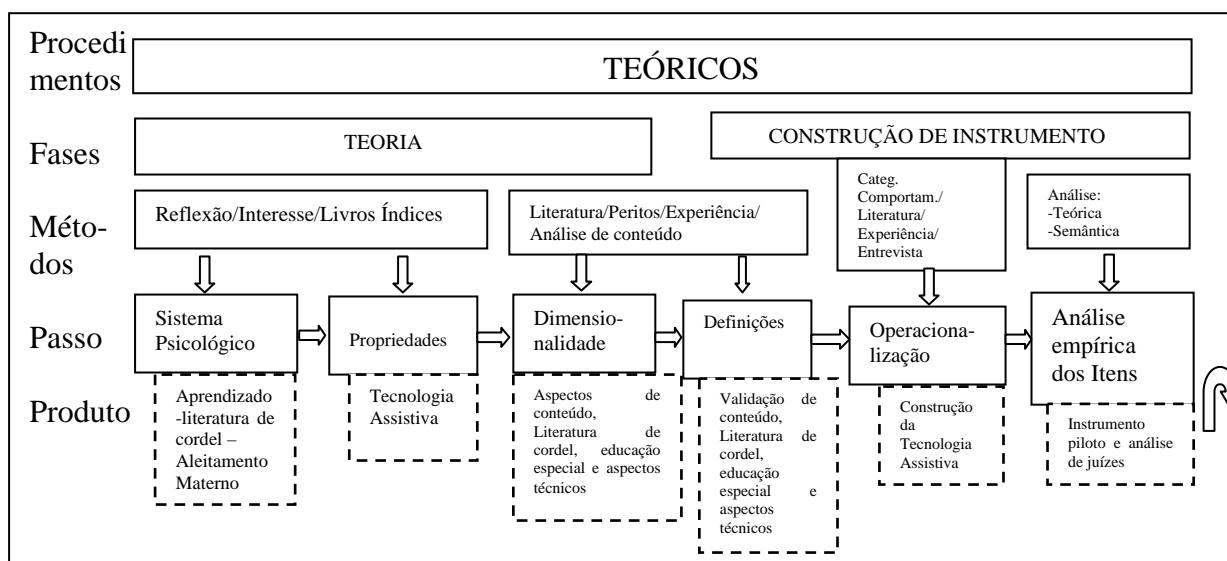 Procedi
mentos
TEÓRICOS
Fases
TEORIA
CONSTRUÇÃO DE INSTRUMENTO
Méto-
dos
Reflexão/Interesse/Livros Índices
Literatura/Peritos/Experiência/
Análise de conteúdo
Categ.
Comportam./
Literatura/
Experiência/
Entrevista
Análise:
-Teórica
-Semântica
Passo
Sistema
Psicológico
Propriedades
Dimensio-
nalidade
Definições
Operaciona-
lização
Análise
empírica
dos Itens
Produto
Aprendizado
-literatura de
cordel –
Aleitamento
Materno
Tecnologia
Assistiva
Aspectos de
conteúdo,
Literatura de
cordel, educação
especial e aspectos
técnicos
Validação de
conteúdo,
Literatura de
cordel,
educação
especial e
aspectos
técnicos
Construção
da
Tecnologia
Assistiva
Instrumento
piloto e análise
de juízes